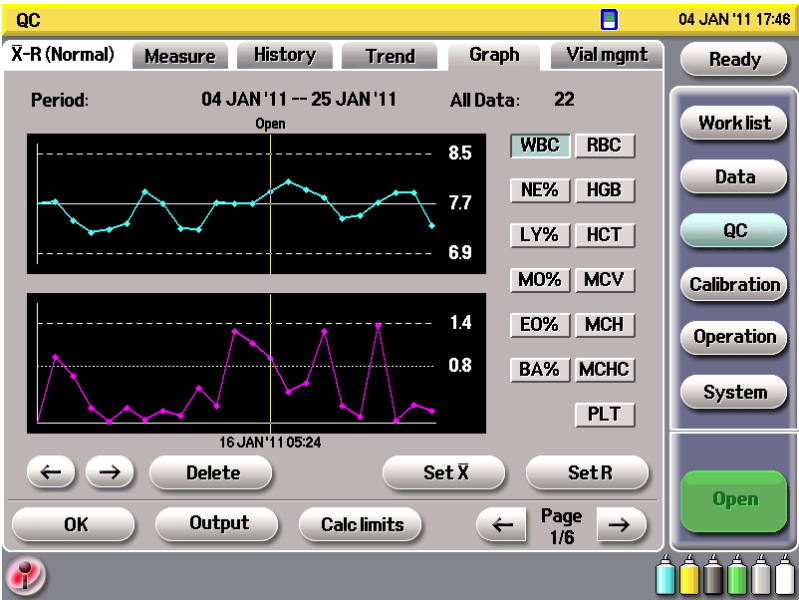 QC 04 JAN '11 17:46
X̅-R (Normal) Measure History Trend Graph Vial mgmt Ready
Period: 04 JAN '11 -- 25 JAN '11 All Data: 22
Open
8.5
7.7
6.9
1.4
0.8
16 JAN'11 05:24
WBC RBC
NE% HGB
LY% HCT
MO% MCV
EO% MCH
BA% MCHC
PLT
← → Delete Set X̅ Set R
OK Output Calc limits ← Page →
1/6
Work list
Data
QC
Calibration
Operation
System
Open